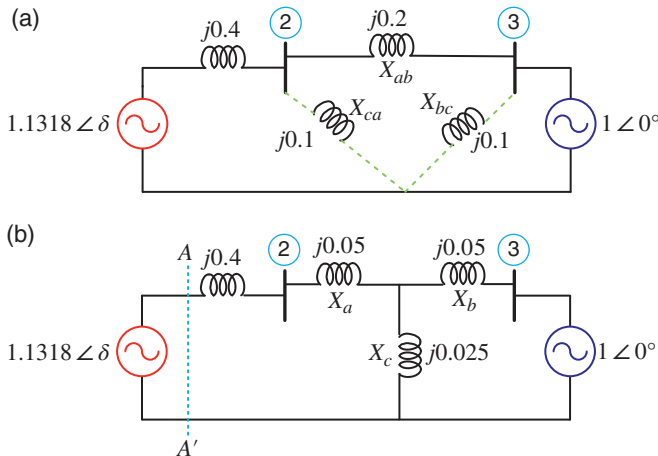 (a)
j0.4
2
j0.2
3
X_ab
X_ca
X_bc
1.1318∠δ
j0.1
j0.1
1∠0°
(b)
A
j0.4
2
j0.05
j0.05
3
X_a
X_b
1.1318∠δ
X_c
j0.025
1∠0°
A′